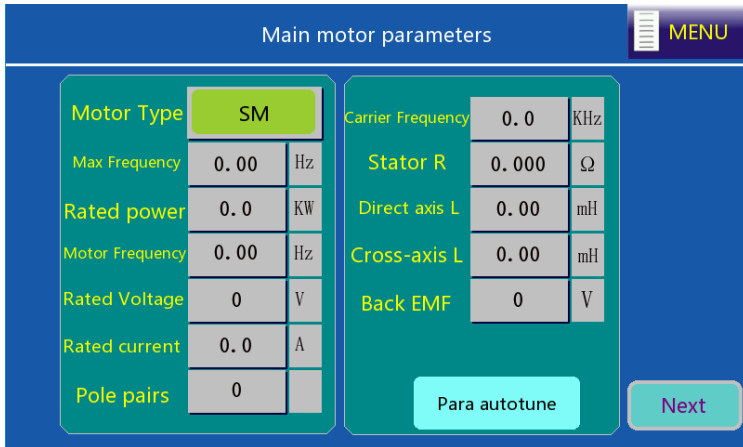 Main motor parameters
MENU
Motor Type SM
Max Frequency 0.00 Hz
Rated power 0.0 KW
Motor Frequency 0.00 Hz
Rated Voltage 0 V
Rated current 0.0 A
Pole pairs 0
Carrier Frequency 0.0 KHz
Stator R 0.000 Ω
Direct axis L 0.00 mH
Cross-axis L 0.00 mH
Back EMF 0 V
Para autotune
Next